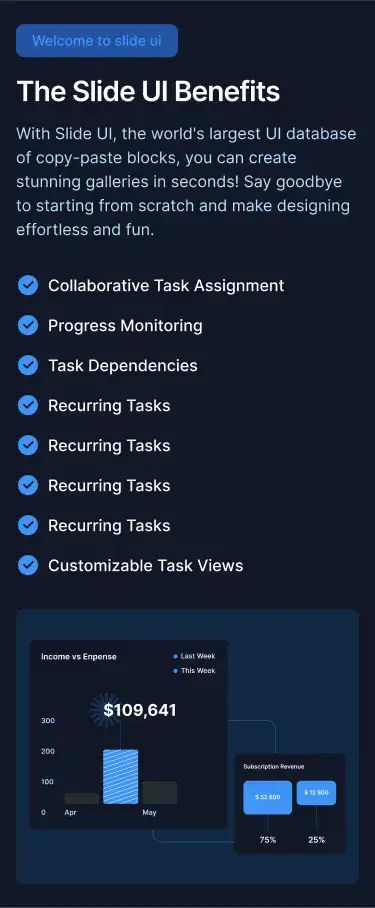 Welcome to slide ui
The Slide UI Benefits
With Slide UI, the world's largest UI database
of copy-paste blocks, you can create
stunning galleries in seconds! Say goodbye
to starting from scratch and make designing
effortless and fun.
Collaborative Task Assignment
Progress Monitoring
Task Dependencies
Recurring Tasks
Recurring Tasks
Recurring Tasks
Recurring Tasks
Customizable Task Views
Income vs Enpense
Last Week
This Week
$109,641
300
200
100
0 Apr May
Subscription Revenue
$ 53 800 $ 12 800
75% 25%